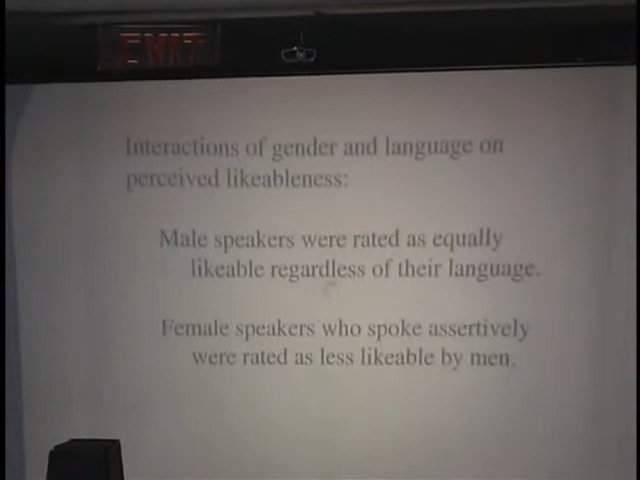 EXIT
Interactions of gender and language on
perceived likeableness:
Male speakers were rated as equally
likeable regardless of their language.
Female speakers who spoke assertively
were rated as less likeable by men.